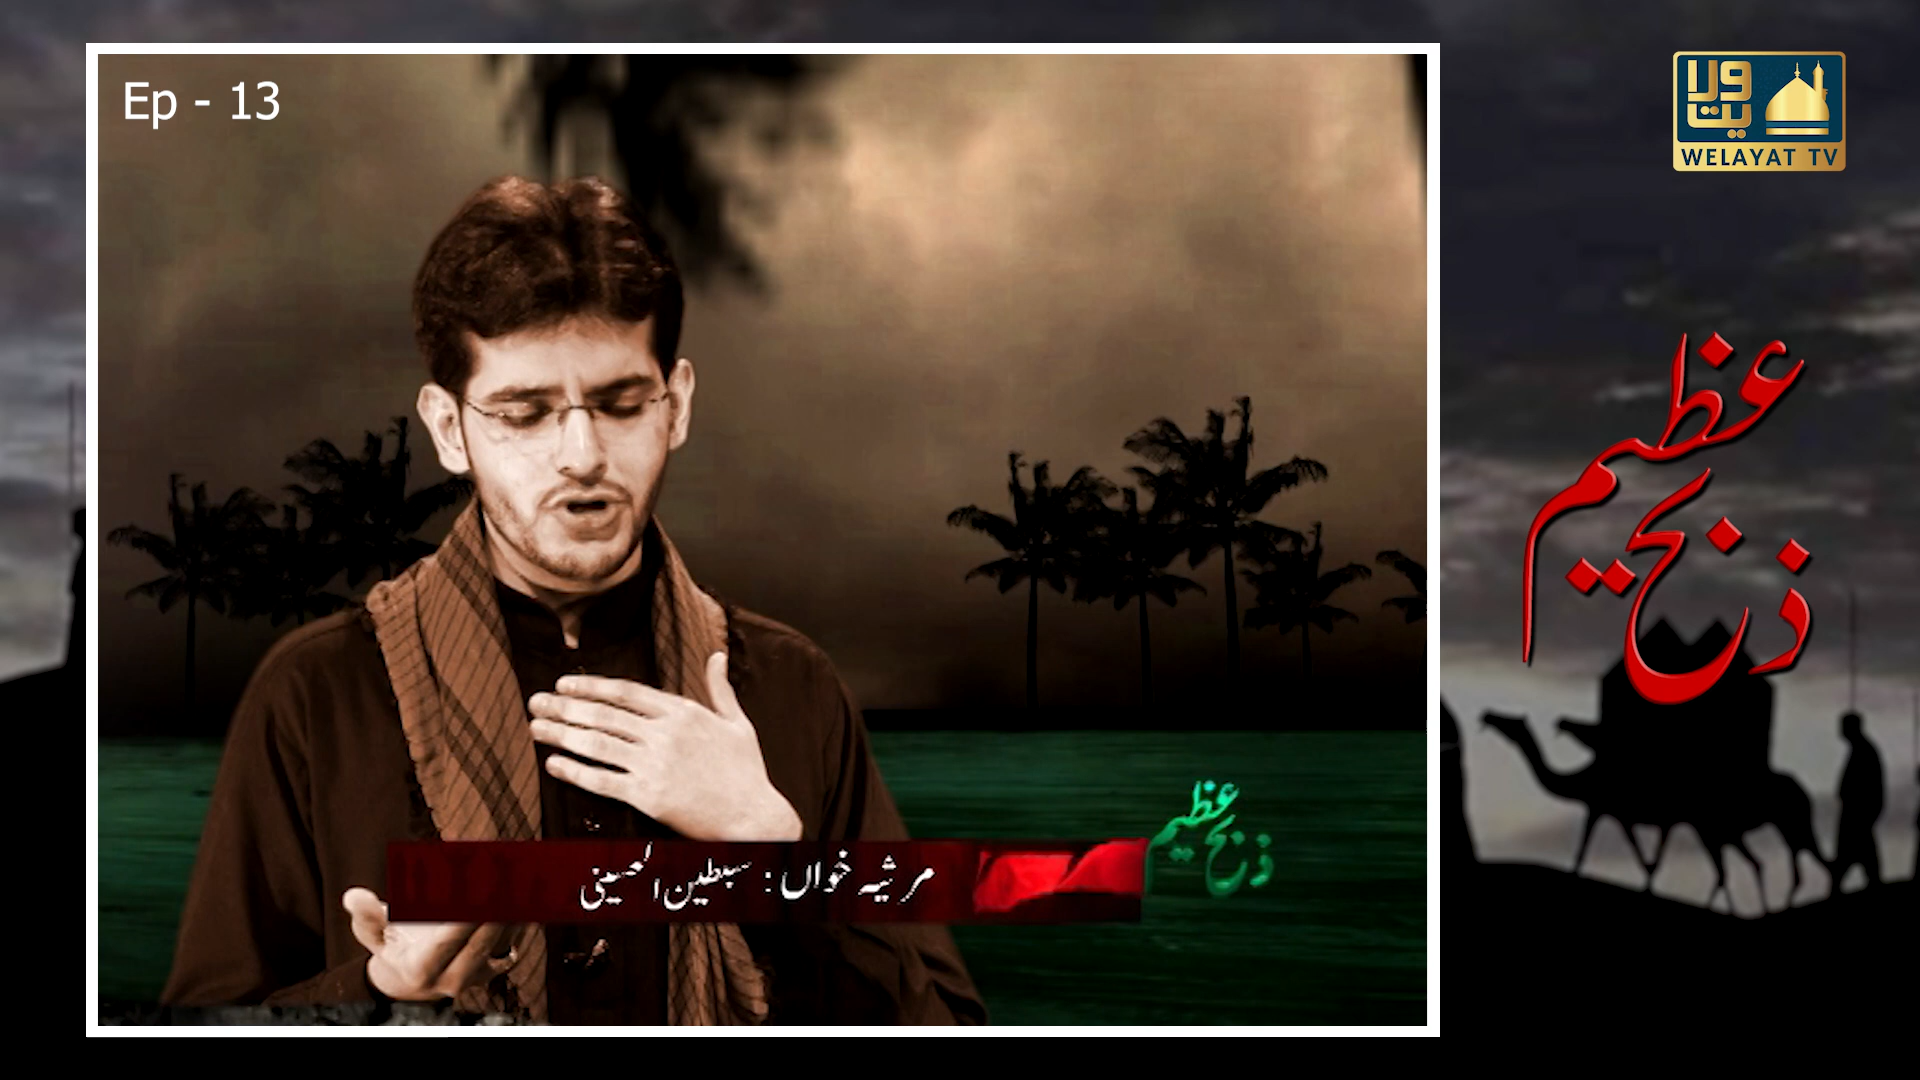 Ep - 13
ولایت
WELAYAT TV
ذبح عظیم
مرثیہ خواں : سبطین الحسینی
ذبح عظیم